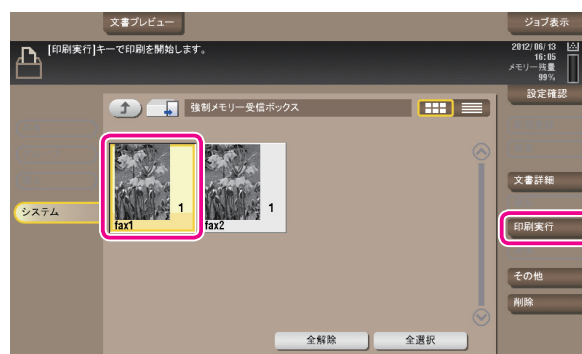 文書プレビュー
ジョブ表示
[印刷実行]キーで印刷を開始します。
2012/06/13
16:05
メモリー残量
99%
設定確認
強制メモリー受信ボックス
文書詳細
システム
1
fax1
1
fax2
印刷実行
その他
削除
全解除
全選択